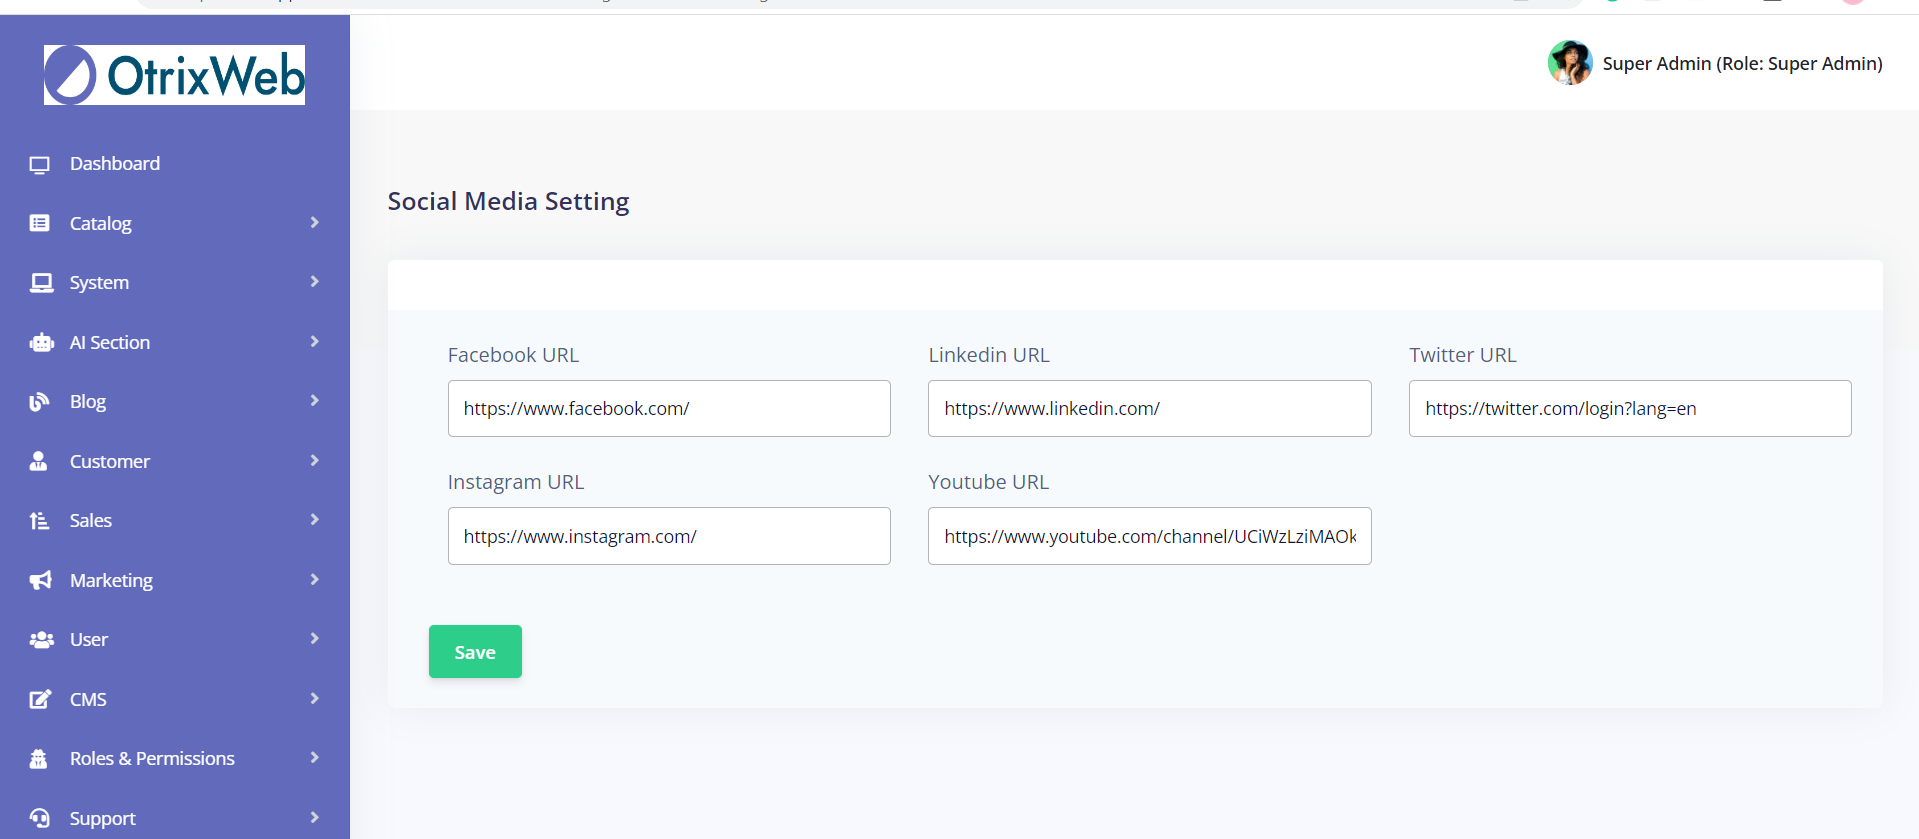 OtrixWeb
Super Admin (Role: Super Admin)
Dashboard
Catalog
System
AI Section
Blog
Customer
Sales
Marketing
User
CMS
Roles & Permissions
Support
Social Media Setting
Facebook URL
https://www.facebook.com/
Linkedin URL
https://www.linkedin.com/
Twitter URL
https://twitter.com/login?lang=en
Instagram URL
https://www.instagram.com/
Youtube URL
https://www.youtube.com/channel/UCiWzLziMAOk
Save